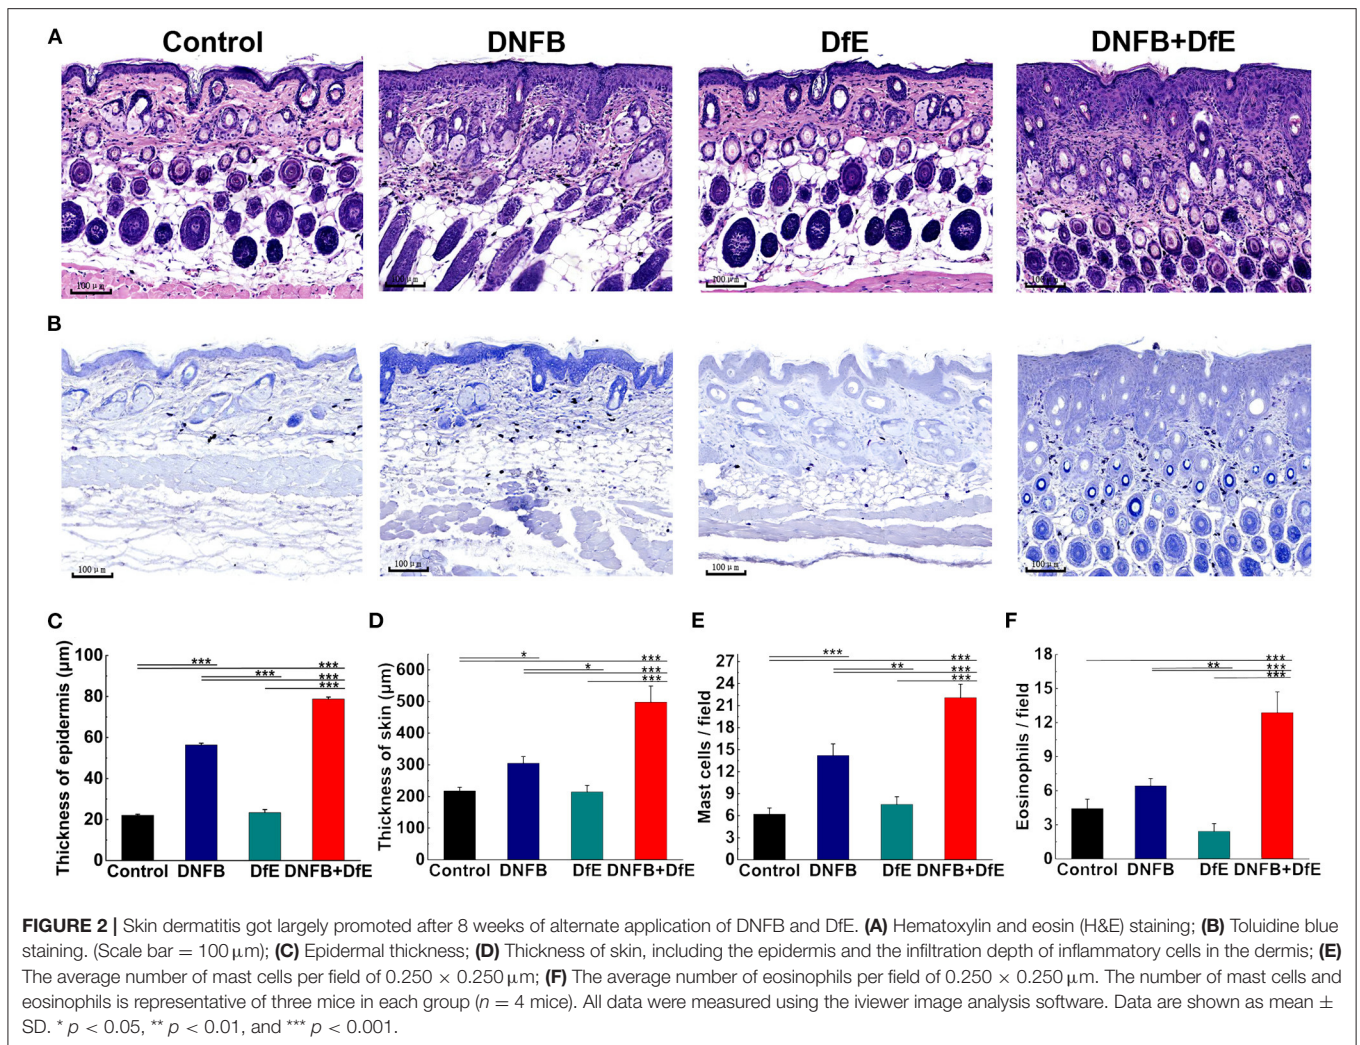 A
Control
DNFB
DfE
DNFB+DfE
100 μm
100 μm
100 μm
100 μm
B
100 μm
100 μm
100 μm
100 μm
C
Thickness of epidermis (μm)
100
80
60
40
20
0
***
***
***
***
***
Control
DNFB
DfE
DNFB+DfE
D
Thickness of skin (μm)
600
500
400
300
200
100
0
*
***
*
***
***
Control
DNFB
DfE
DNFB+DfE
E
Mast cells / field
27
24
21
18
15
12
9
6
3
0
***
***
**
***
***
Control
DNFB
DfE
DNFB+DfE
F
Eosinophils / field
18
15
12
9
6
3
0
***
**
***
***
Control
DNFB
DfE
DNFB+DfE
FIGURE 2 | Skin dermatitis got largely promoted after 8 weeks of alternate application of DNFB and DfE. (A) Hematoxylin and eosin (H&E) staining; (B) Toluidine blue
staining. (Scale bar = 100 μm); (C) Epidermal thickness; (D) Thickness of skin, including the epidermis and the infiltration depth of inflammatory cells in the dermis; (E)
The average number of mast cells per field of 0.250 × 0.250 μm; (F) The average number of eosinophils per field of 0.250 × 0.250 μm. The number of mast cells and
eosinophils is representative of three mice in each group (n = 4 mice). All data were measured using the iviewer image analysis software. Data are shown as mean ±
SD. * p < 0.05, ** p < 0.01, and *** p < 0.001.